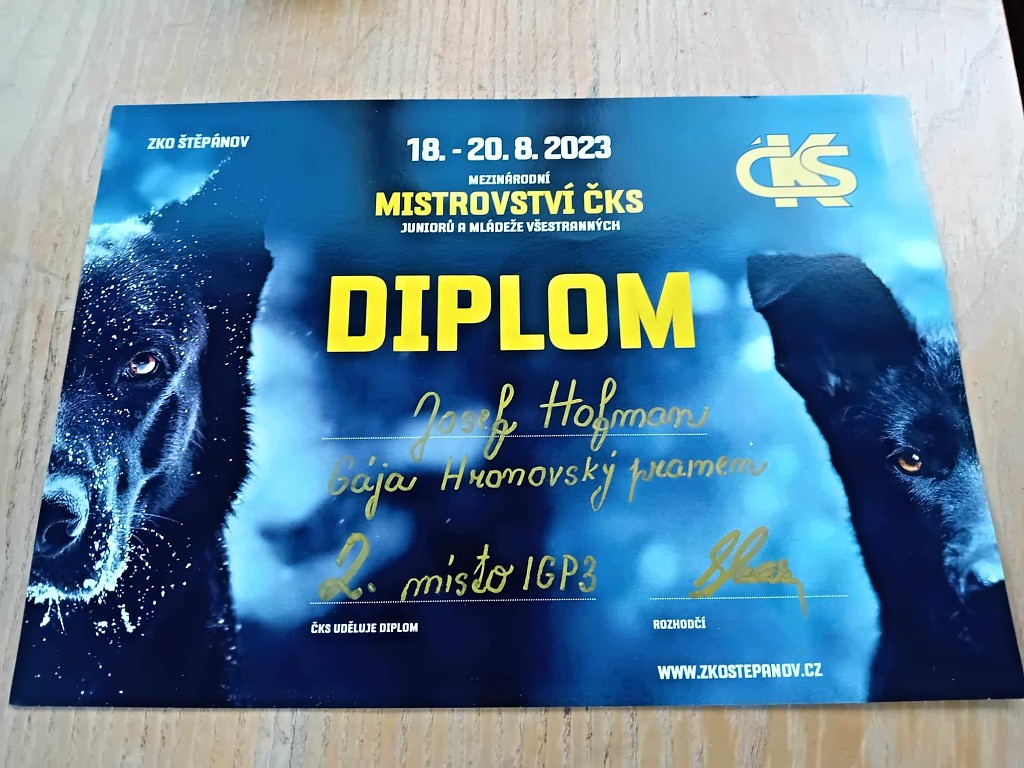 ZKO ŠTĚPÁNOV
18. - 20. 8. 2023
MEZINÁRODNÍ
MISTROVSTVÍ ČKS
JUNIORŮ A MLÁDEŽE VŠESTRANNÝCH
ČKS
DIPLOM
Josef Hofman
Gája Hronovský pramen
2. místo IGP3
ČKS UDĚLUJE DIPLOM
ROZHODČÍ
WWW.ZKOSTEPANOV.CZ